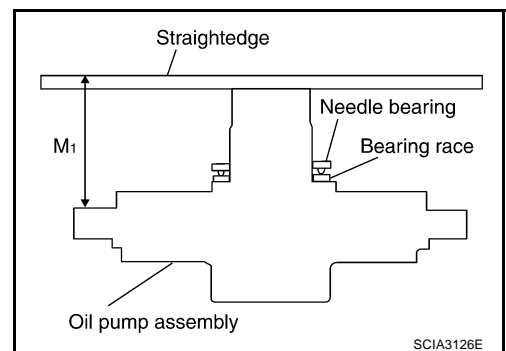 Straightedge
Needle bearing
M1
Bearing race
Oil pump assembly
SCIA3126E